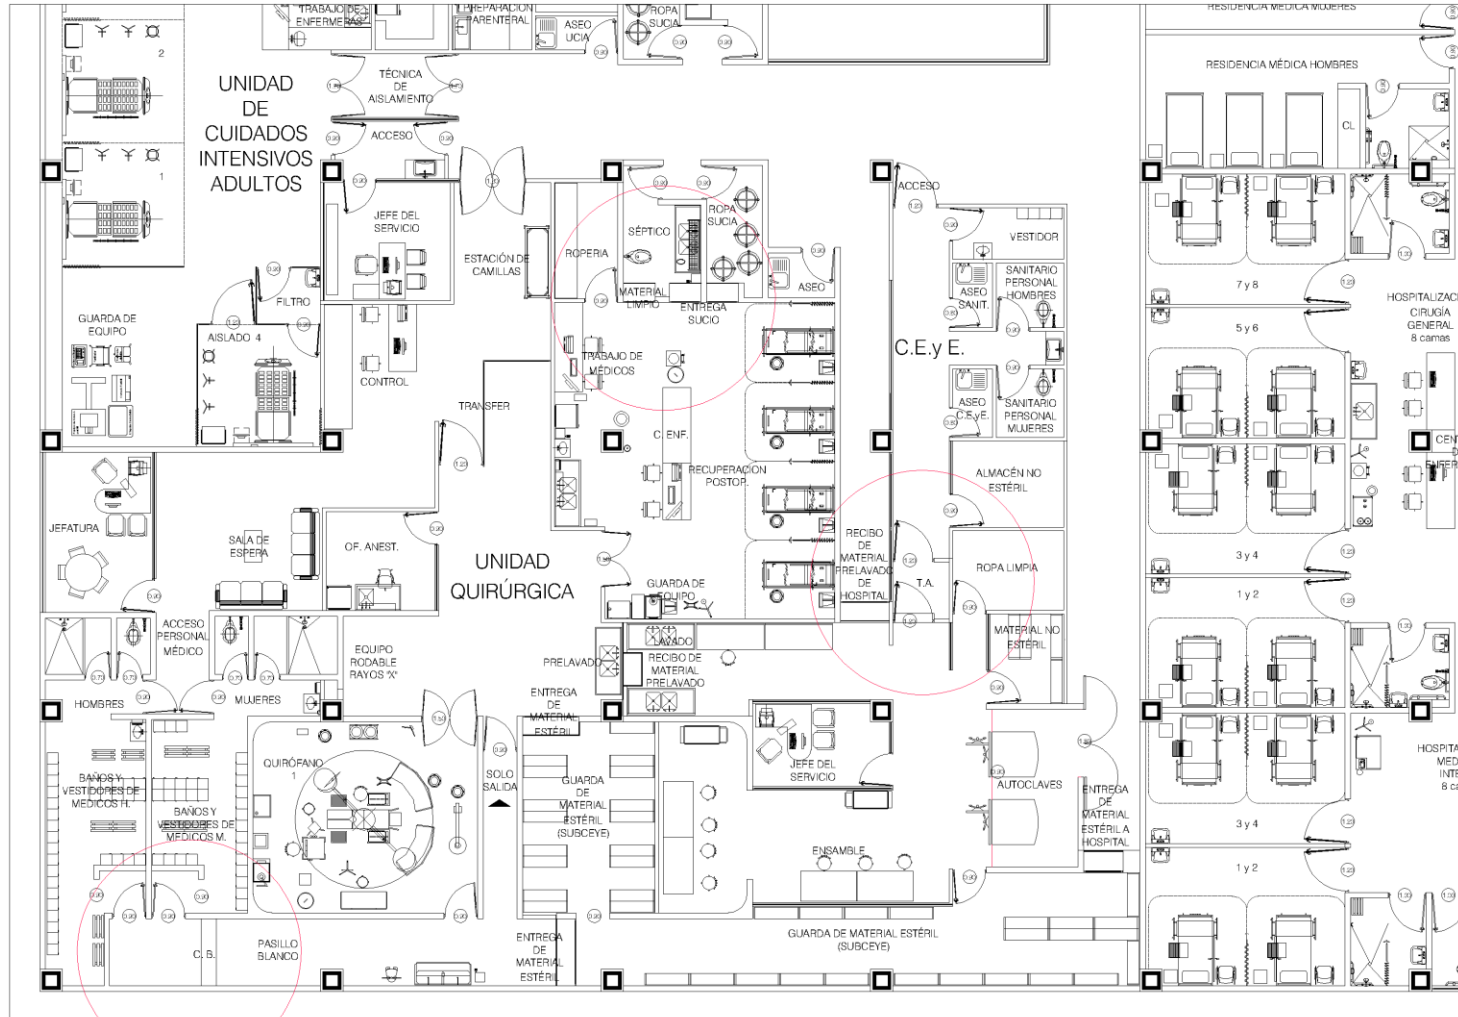 TRABAJO DE
ENFERMERAS
PREPARACION
PARENTERAL
ASEO
UCIA
ROPA
SUCIA
RESIDENCIA MÉDICA MUJERES
RESIDENCIA MÉDICA HOMBRES
CL
2
1
UNIDAD
DE
CUIDADOS
INTENSIVOS
ADULTOS
TÉCNICA
DE
AISLAMIENTO
ACCESO
JEFE DEL
SERVICIO
ESTACIÓN DE
CAMILLAS
ROPERIA
SÉPTICO
ROPA
SUCIA
MATERIAL
LIMPIO
ENTREGA
SUCIO
ASEO
ACCESO
VESTIDOR
ASEO
SANIT.
SANITARIO
PERSONAL
HOMBRES
C.E.y E.
ASEO
C.E.yE.
SANITARIO
PERSONAL
MUJERES
7 y 8
5 y 6
HOSPITALIZAC
CIRUGÍA
GENERAL
8 camas
FILTRO
GUARDA DE
EQUIPO
AISLADO 4
CONTROL
TRANSFER
TRABAJO DE
MÉDICOS
C. ENF.
RECUPERACION
POSTOP.
ALMACÉN NO
ESTÉRIL
JEFATURA
SALA DE
ESPERA
OF. ANEST.
UNIDAD
QUIRÚRGICA
GUARDA DE
EQUIPO
RECIBO
DE
MATERIAL
PRELAVADO
DE
HOSPITAL
T.A.
ROPA LIMPIA
3 y 4
1 y 2
ACCESO
PERSONAL
MÉDICO
EQUIPO
RODABLE
RAYOS "X"
HOMBRES
MUJERES
PRELAVADO
LAVADO
RECIBO DE
MATERIAL
PRELAVADO
MATERIAL NO
ESTÉRIL
ENTREGA
DE
MATERIAL
ESTÉRIL
QUIRÓFANO
1
SOLO
SALIDA
GUARDA
DE
MATERIAL
ESTÉRIL
(SUBCEYE)
JEFE DEL
SERVICIO
AUTOCLAVES
ENTREGA
DE
MATERIAL
ESTÉRIL A
HOSPITAL
BAÑOS Y
VESTIDORES DE
MEDICOS H.
BAÑOS Y
VESTIDORES DE
MEDICOS M.
ENSAMBLE
3 y 4
1 y 2
C. B.
PASILLO
BLANCO
ENTREGA
DE
MATERIAL
ESTÉRIL
GUARDA DE MATERIAL ESTÉRIL
(SUBCEYE)